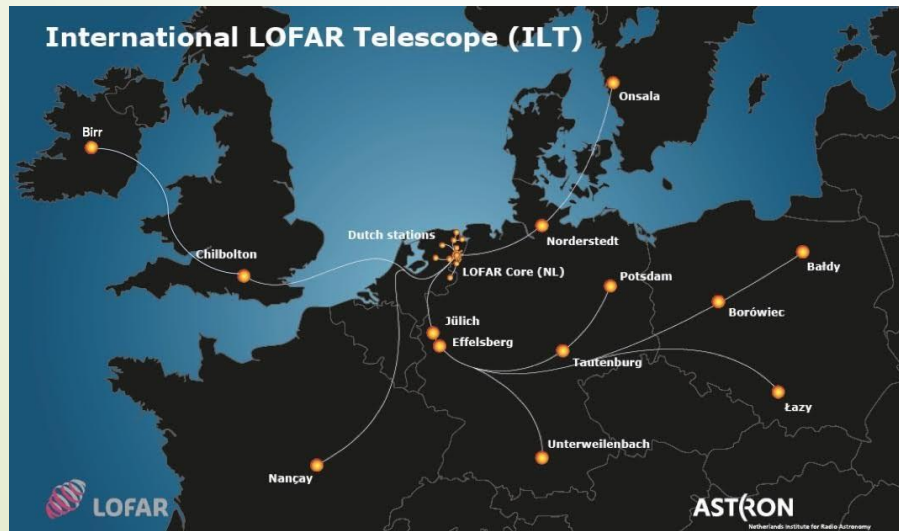 International LOFAR Telescope (ILT)
Onsala
Birr
Dutch stations
Norderstedt
Chilbolton
LOFAR Core (NL)
Bałdy
Potsdam
Borówiec
Jülich
Effelsberg
Tautenburg
Łazy
Unterweilenbach
Nançay
LOFAR
ASTRON
Netherlands Institute for Radio Astronomy